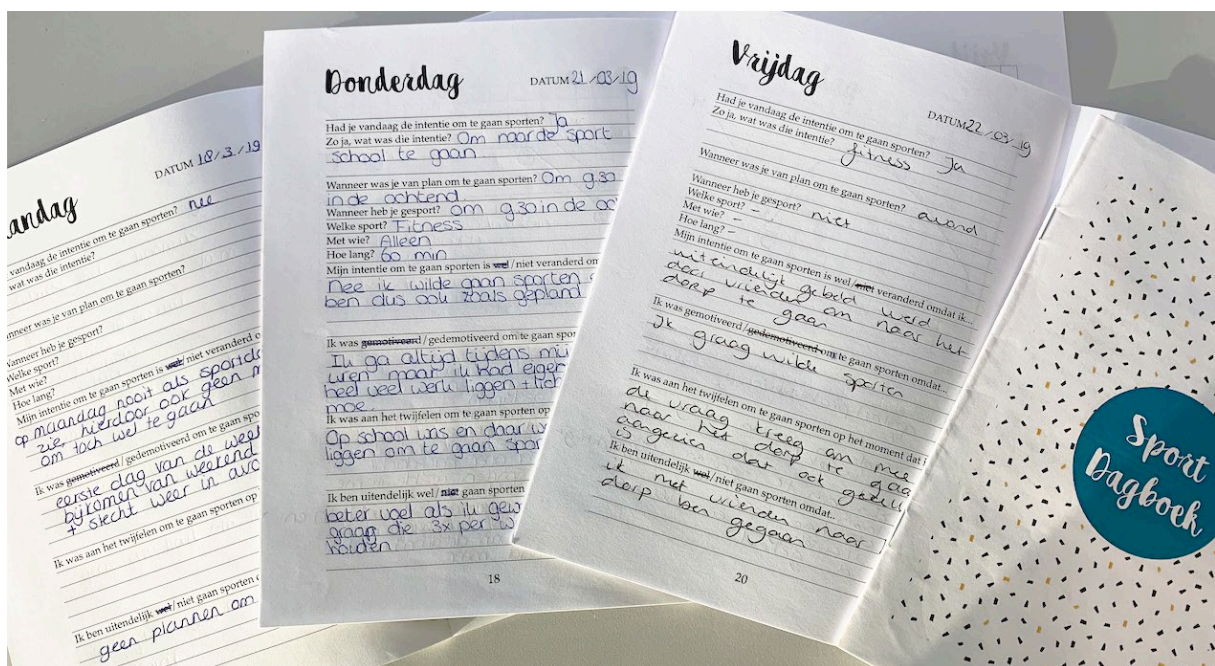 andag
DATUM 18/3/19
vandaag de intentie om te gaan sporten? nee
wat was die intentie?
anneer was je van plan om te gaan sporten?
Wanneer heb je gesport?
Welke sport?
Met wie?
Hoe lang?
Mijn intentie om te gaan sporten is wel/niet veranderd o
op maandag nooit als sportda
zie, hierdoor ook geen m
om toch wel te gaan
Ik was gemotiveerd/gedemotiveerd om te gaan spo
eerste dag van de week
bijkomen van weekend
+ slecht weer in avo
Ik was aan het twijfelen om te gaan sporten op
Ik ben uitendelijk wel/niet gaan sporten o
geen plannen om
Donderdag
DATUM 21/03/19
Had je vandaag de intentie om te gaan sporten? Ja
Zo ja, wat was die intentie? Om naar de sport
school te gaan
Wanneer was je van plan om te gaan sporten? Om 9.30
in de ochtend
Wanneer heb je gesport? Om 9.30 in de oc
Welke sport? Fitness
Met wie? Alleen
Hoe lang? 60 min
Mijn intentie om te gaan sporten is wel/niet veranderd om
Nee ik wilde gaan sporten
ben dus ook zoals gepland
Ik was gemotiveerd/gedemotiveerd om te gaan spor
Ik ga altijd tijdens mijn
uren maar ik had eigen
heel veel werk liggen +
moe
Ik was aan het twijfelen om te gaan sporten op
Op school was en daar
liggen om te gaan spor
Ik ben uitendelijk wel/niet gaan sporten
beter voel als ik gew
graag die 3x per w
houden
18
Vrijdag
DATUM 22/03/19
Had je vandaag de intentie om te gaan sporten? Ja
Zo ja, wat was die intentie? fitness
Wanneer was je van plan om te gaan sporten? avond
Wanneer heb je gesport? niet
Welke sport? -
Met wie? -
Hoe lang? -
Mijn intentie om te gaan sporten is wel/niet veranderd omdat ik...
uiteindelijk gebeld werd
door vrienden om naar het
dorp te gaan
Ik was gemotiveerd/gedemotiveerd om te gaan sporten omdat...
Ik graag wilde sporten
Ik was aan het twijfelen om te gaan sporten op het moment dat
de vraag kreeg om mee
naar het dorp te gaa
aangezien dat ook gezell
is
Ik ben uitendelijk wel/niet gaan sporten omdat...
ik met vrienden naar
dorp ben gegaan
20
Sport
Dagboek